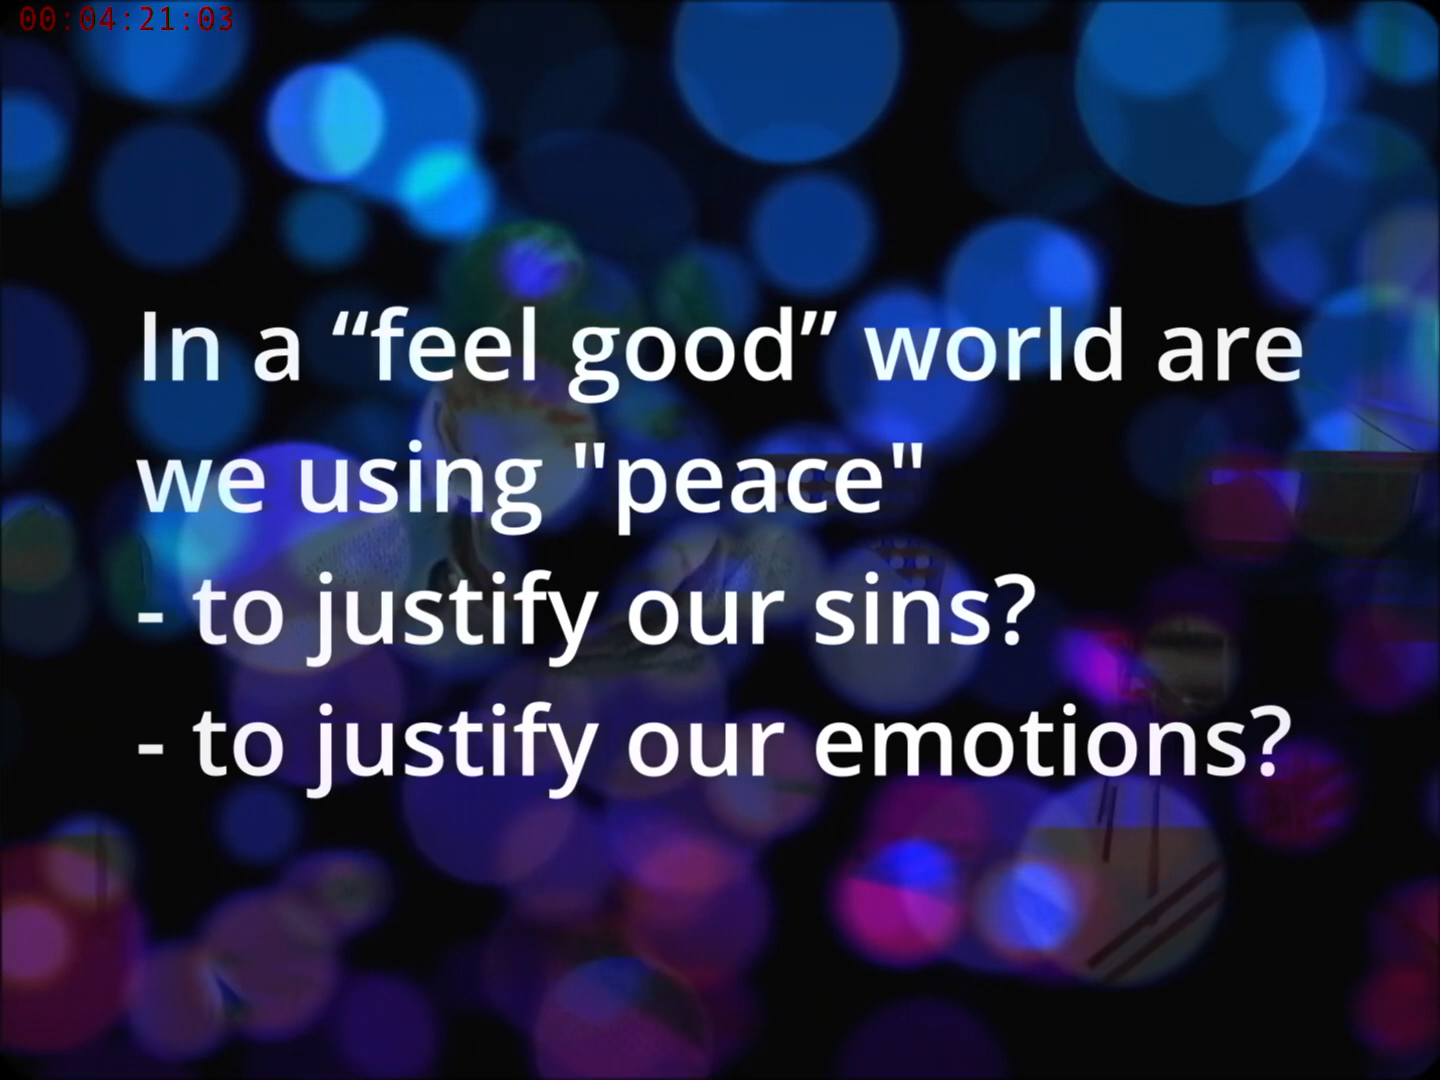 00:04:21:03
In a “feel good” world are
we using "peace"
- to justify our sins?
- to justify our emotions?